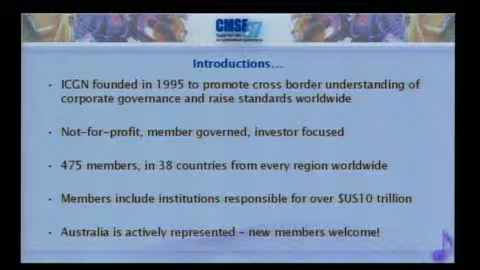 CMSF
Introductions...
· ICGN founded in 1995 to promote cross border understanding of
corporate governance and raise standards worldwide
· Not-for-profit, member governed, investor focused
· 475 members, in 38 countries from every region worldwide
· Members include institutions responsible for over $US10 trillion
· Australia is actively represented – new members welcome!